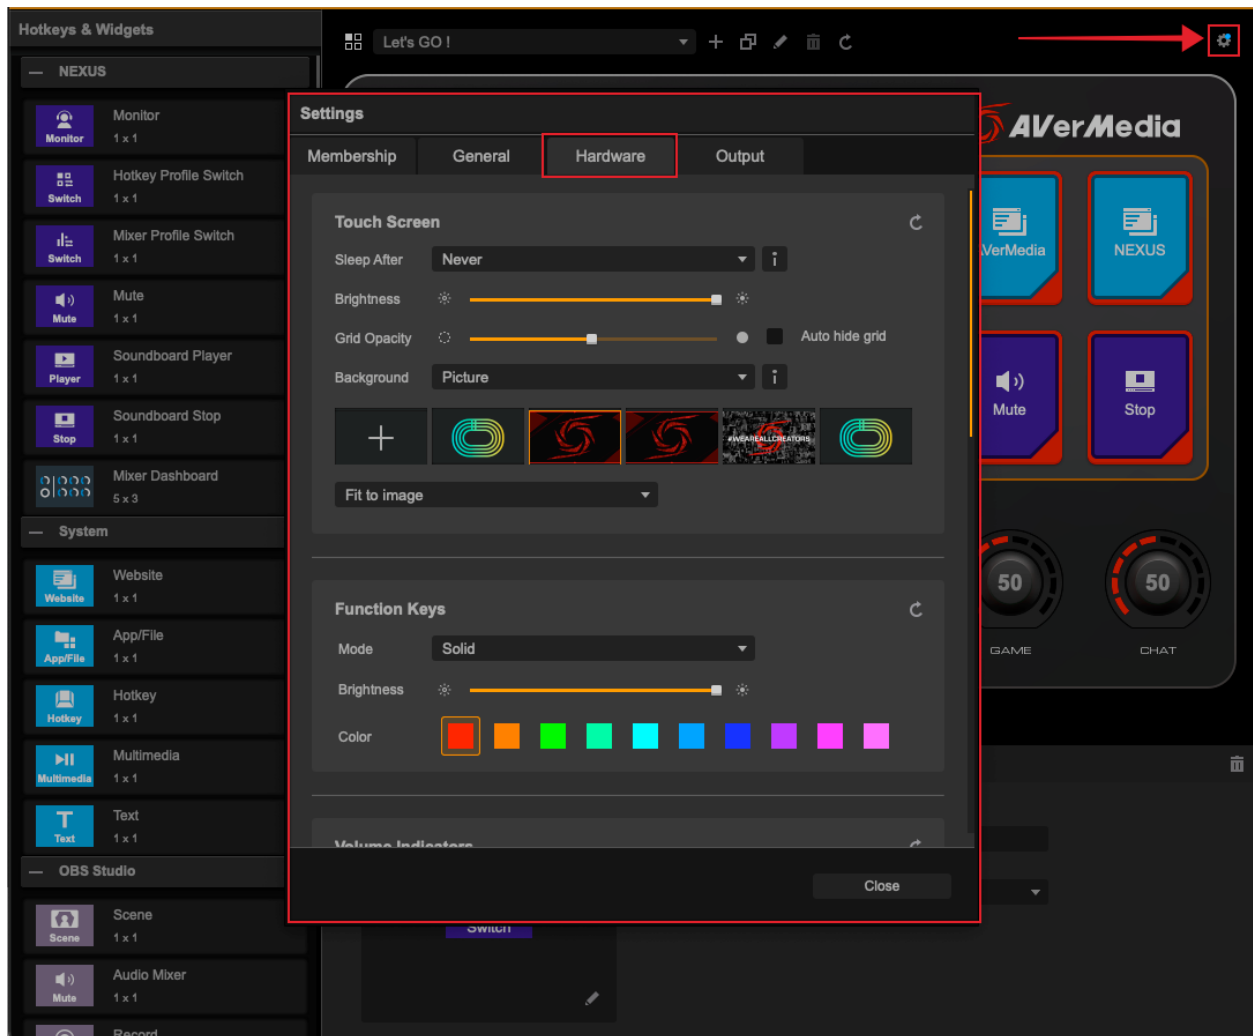 Hotkeys & Widgets
Let's GO !
— NEXUS
Monitor
Monitor
1 x 1
Hotkey Profile Switch
Switch
1 x 1
Mixer Profile Switch
Switch
1 x 1
Mute
Mute
1 x 1
Soundboard Player
Player
1 x 1
Soundboard Stop
Stop
1 x 1
Mixer Dashboard
5 x 3
— System
Website
Website
1 x 1
App/File
App/File
1 x 1
Hotkey
Hotkey
1 x 1
Multimedia
Multimedia
1 x 1
Text
Text
1 x 1
— OBS Studio
Scene
Scene
1 x 1
Audio Mixer
Mute
1 x 1
Record
Settings
Membership General Hardware Output
Touch Screen
Sleep After Never i
Brightness
Grid Opacity Auto hide grid
Background Picture i
#WEAREALLCREATORS
Fit to image
Function Keys
Mode Solid
Brightness
Color
Volume Indicators
Close
Switch
AVerMedia
VerMedia NEXUS
Mute Stop
50 50
GAME CHAT